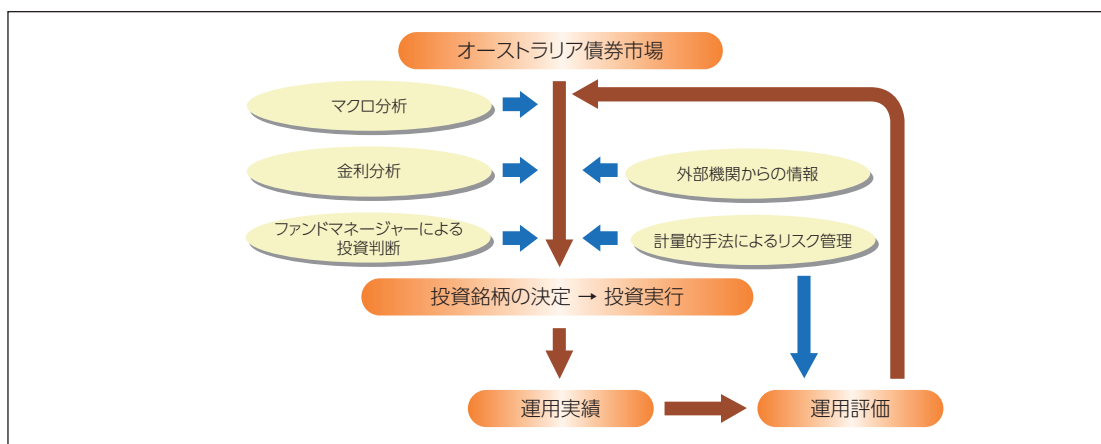 オーストラリア債券市場
マクロ分析
金利分析
外部機関からの情報
ファンドマネージャーによる
投資判断
計量的手法によるリスク管理
投資銘柄の決定 → 投資実行
運用実績
運用評価